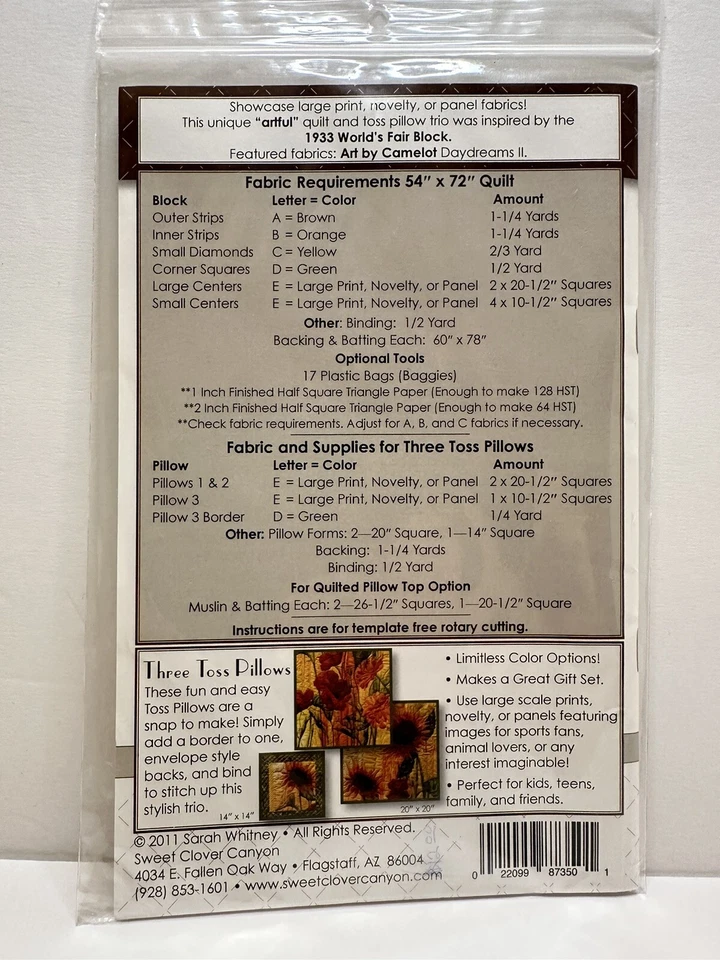 Showcase large print, novelty, or panel fabrics!
This unique "artful" quilt and toss pillow trio was inspired by the
1933 World's Fair Block.
Featured fabrics: Art by Camelot Daydreams II.
Fabric Requirements 54" x 72" Quilt
Block Letter = Color Amount
Outer Strips A = Brown 1-1/4 Yards
Inner Strips B = Orange 1-1/4 Yards
Small Diamonds C = Yellow 2/3 Yard
Corner Squares D = Green 1/2 Yard
Large Centers E = Large Print, Novelty, or Panel 2 x 20-1/2" Squares
Small Centers E = Large Print, Novelty, or Panel 4 x 10-1/2" Squares
Other: Binding: 1/2 Yard
Backing & Batting Each: 60" x 78"
Optional Tools
17 Plastic Bags (Baggies)
**1 Inch Finished Half Square Triangle Paper (Enough to make 128 HST)
**2 Inch Finished Half Square Triangle Paper (Enough to make 64 HST)
**Check fabric requirements. Adjust for A, B, and C fabrics if necessary.
Fabric and Supplies for Three Toss Pillows
Pillow Letter = Color Amount
Pillows 1 & 2 E = Large Print, Novelty, or Panel 2 x 20-1/2" Squares
Pillow 3 E = Large Print, Novelty, or Panel 1 x 10-1/2" Squares
Pillow 3 Border D = Green 1/4 Yard
Other: Pillow Forms: 2—20" Square, 1—14" Square
Backing: 1-1/4 Yards
Binding: 1/2 Yard
For Quilted Pillow Top Option
Muslin & Batting Each: 2—26-1/2" Squares, 1—20-1/2" Square
Instructions are for template free rotary cutting.
Three Toss Pillows
These fun and easy
Toss Pillows are a
snap to make! Simply
add a border to one,
envelope style
backs, and bind
to stitch up this
stylish trio.
14" x 14"
20" x 20"
• Limitless Color Options!
• Makes a Great Gift Set.
• Use large scale prints,
novelty, or panels featuring
images for sports fans,
animal lovers, or any
interest imaginable!
• Perfect for kids, teens,
family, and friends.
© 2011 Sarah Whitney • All Rights Reserved.
Sweet Clover Canyon
4034 E. Fallen Oak Way • Flagstaff, AZ 86004
(928) 853-1601 • www.sweetclovercanyon.com
0 22099 87350 1